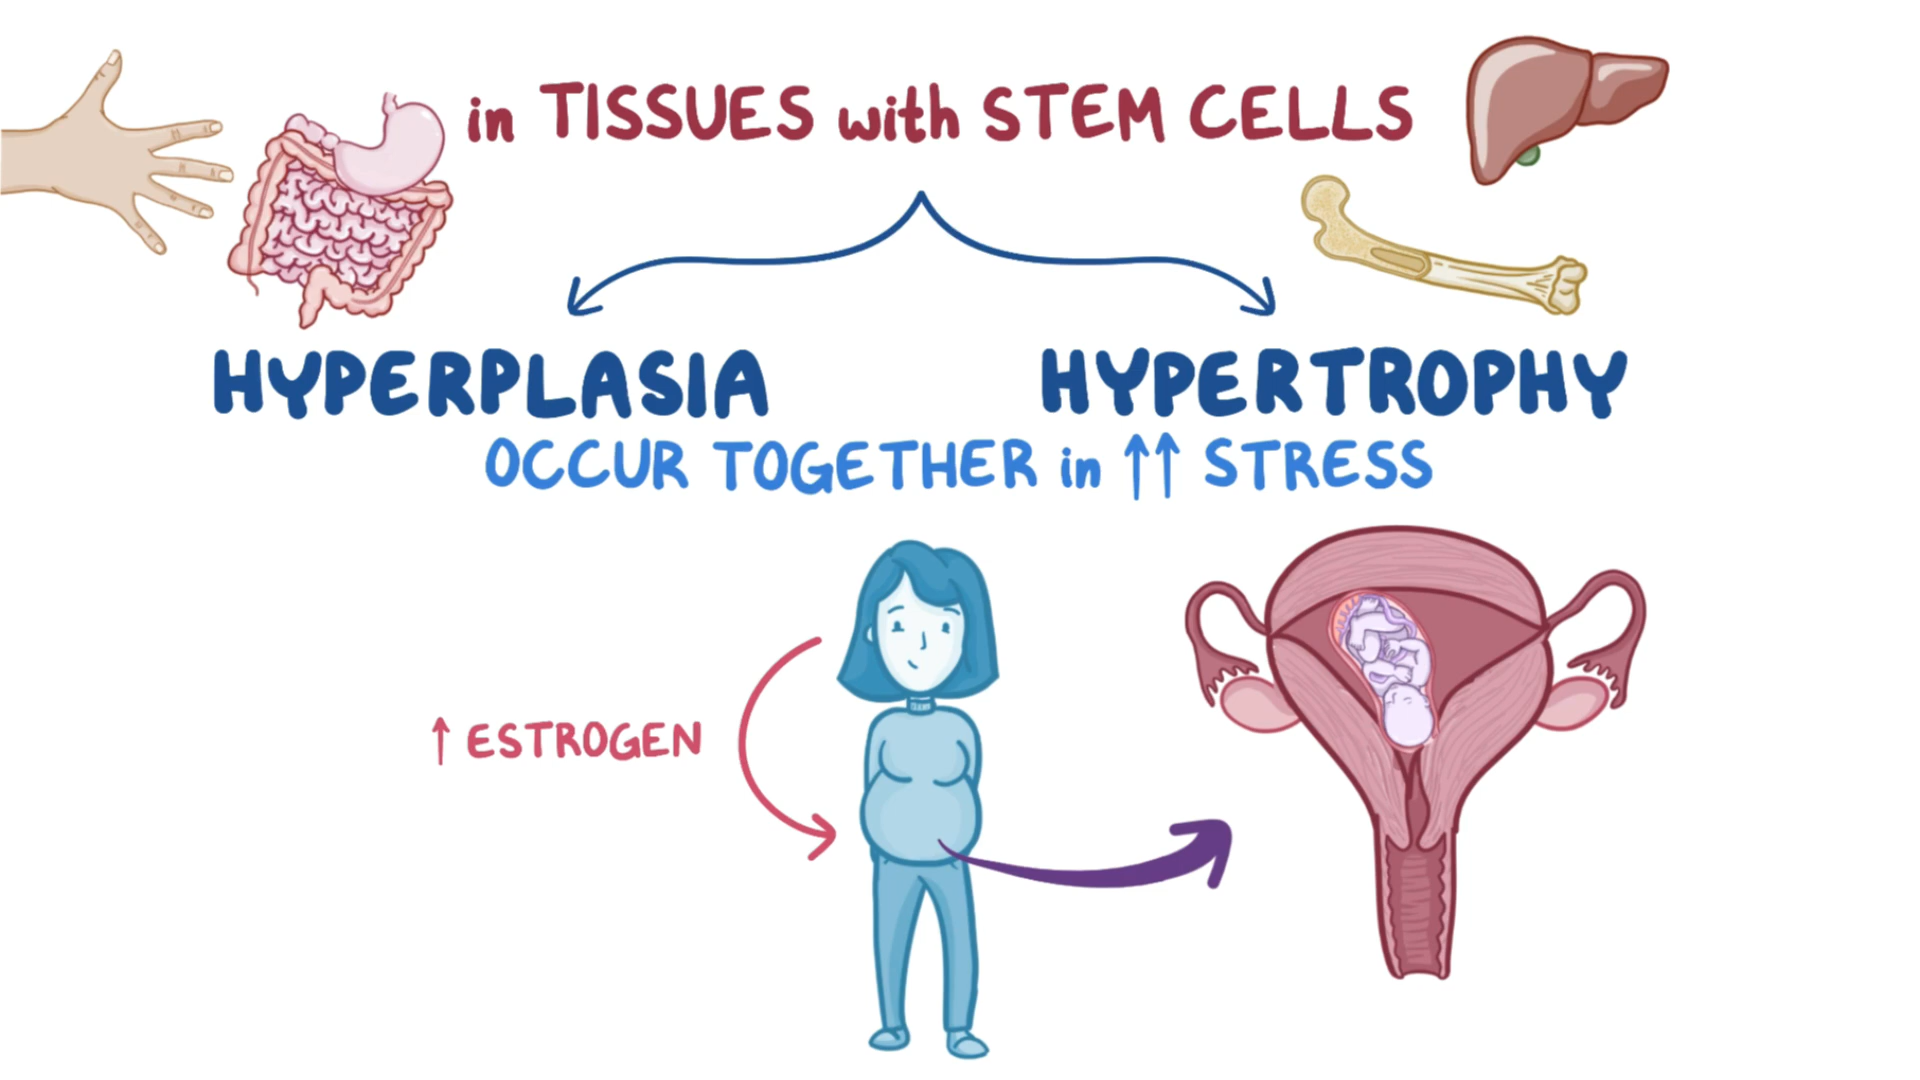 in TISSUES with STEM CELLS
HYPERPLASIA HYPERTROPHY
OCCUR TOGETHER in ↑↑ STRESS
↑ ESTROGEN